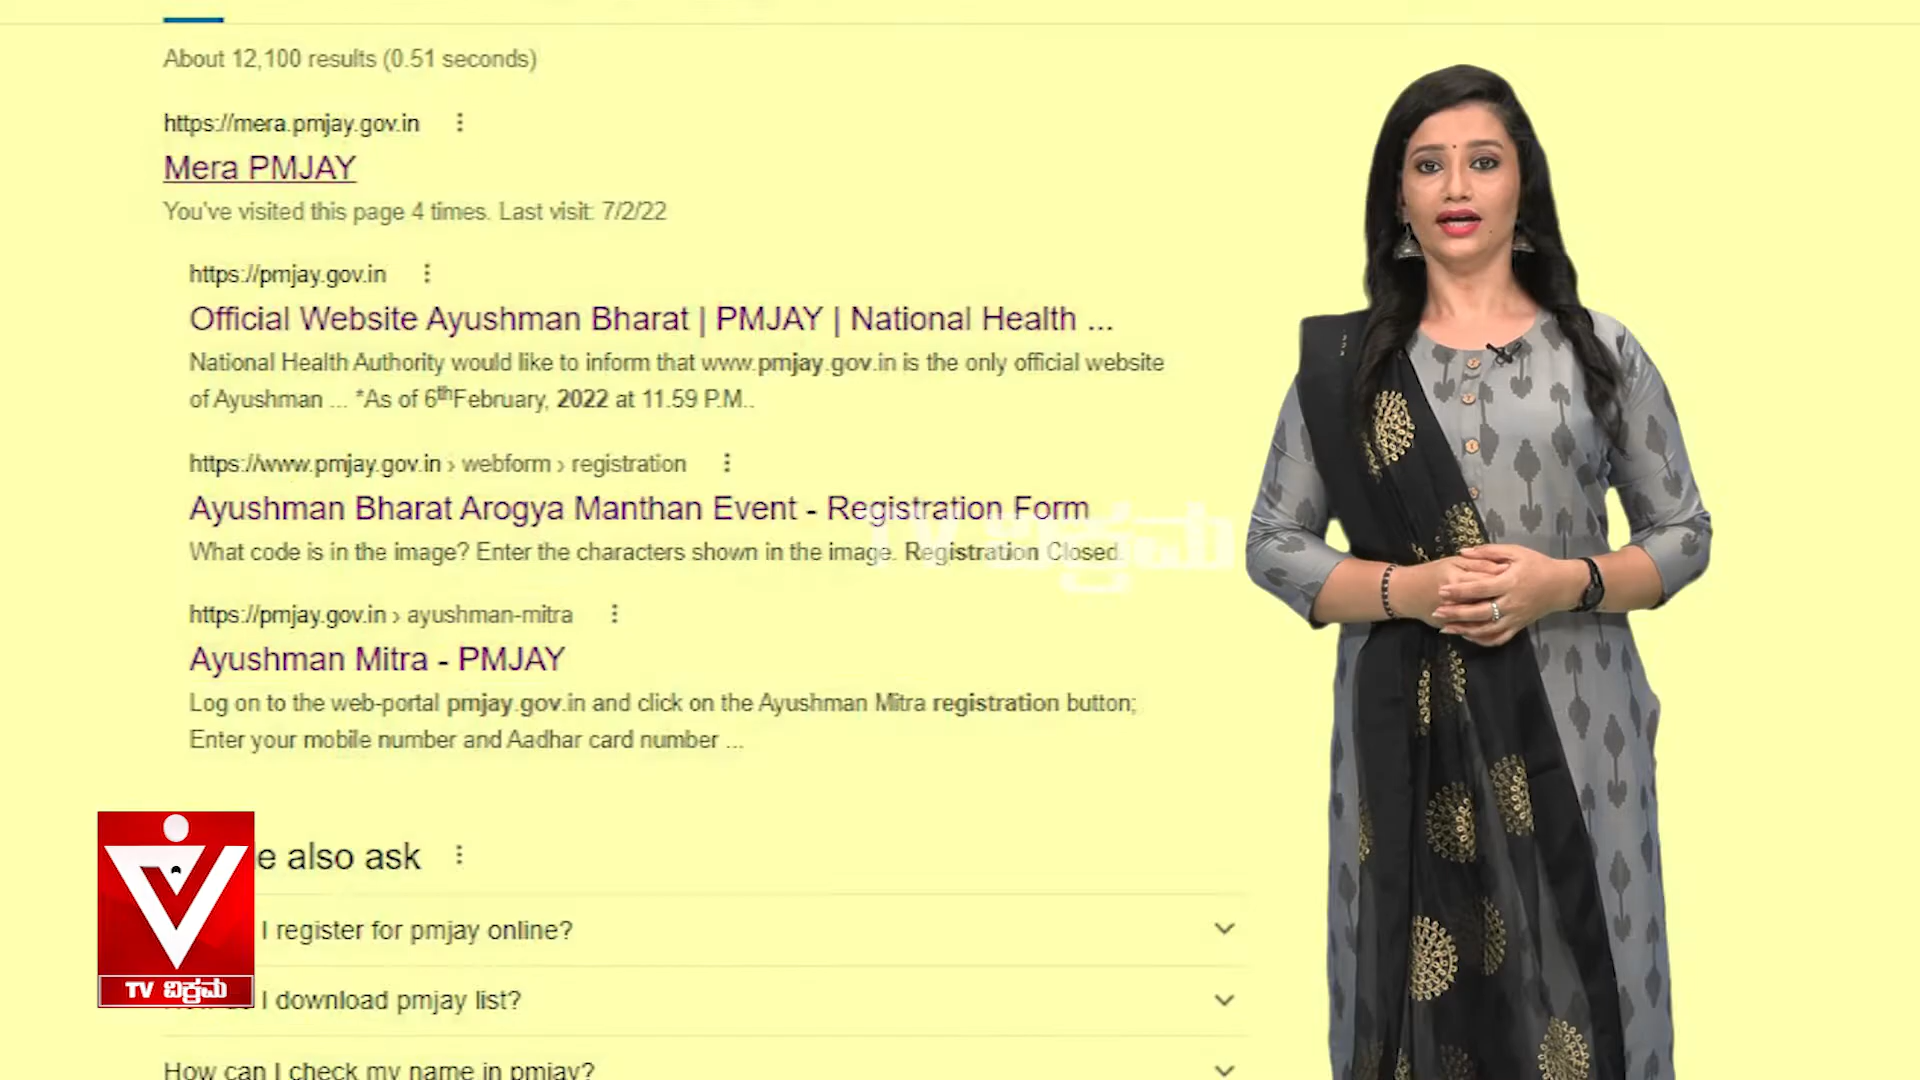 About 12,100 results (0.51 seconds)
https://mera.pmjay.gov.in
Mera PMJAY
You've visited this page 4 times. Last visit: 7/2/22
https://pmjay.gov.in
Official Website Ayushman Bharat | PMJAY | National Health ...
National Health Authority would like to inform that www.pmjay.gov.in is the only official website
of Ayushman ... *As of 6thFebruary, 2022 at 11.59 P.M..
https://www.pmjay.gov.in › webform › registration
Ayushman Bharat Arogya Manthan Event - Registration Form
What code is in the image? Enter the characters shown in the image. Registration Closed.
TV ವಿಕ್ರಮ
https://pmjay.gov.in › ayushman-mitra
Ayushman Mitra - PMJAY
Log on to the web-portal pmjay.gov.in and click on the Ayushman Mitra registration button;
Enter your mobile number and Aadhar card number ...
e also ask
I register for pmjay online?
TV ವಿಕ್ರಮ
I download pmjay list?
How can I check my name in pmjay?